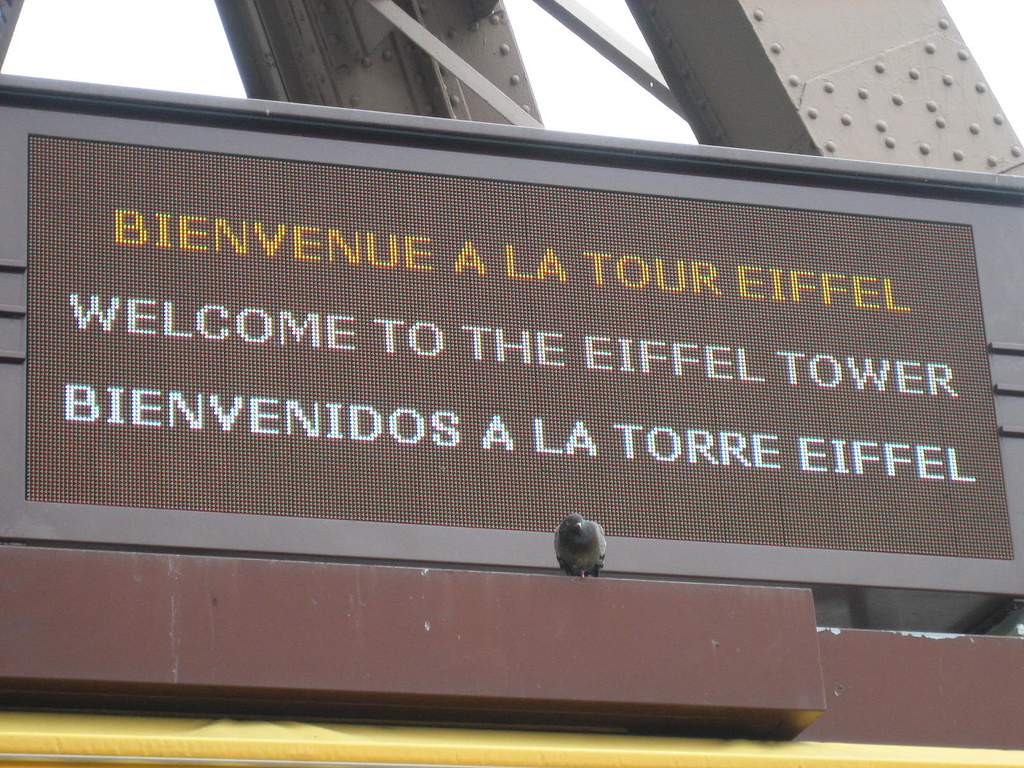 BIENVENUE A LA TOUR EIFFEL
WELCOME TO THE EIFFEL TOWER
BIENVENIDOS A LA TORRE EIFFEL